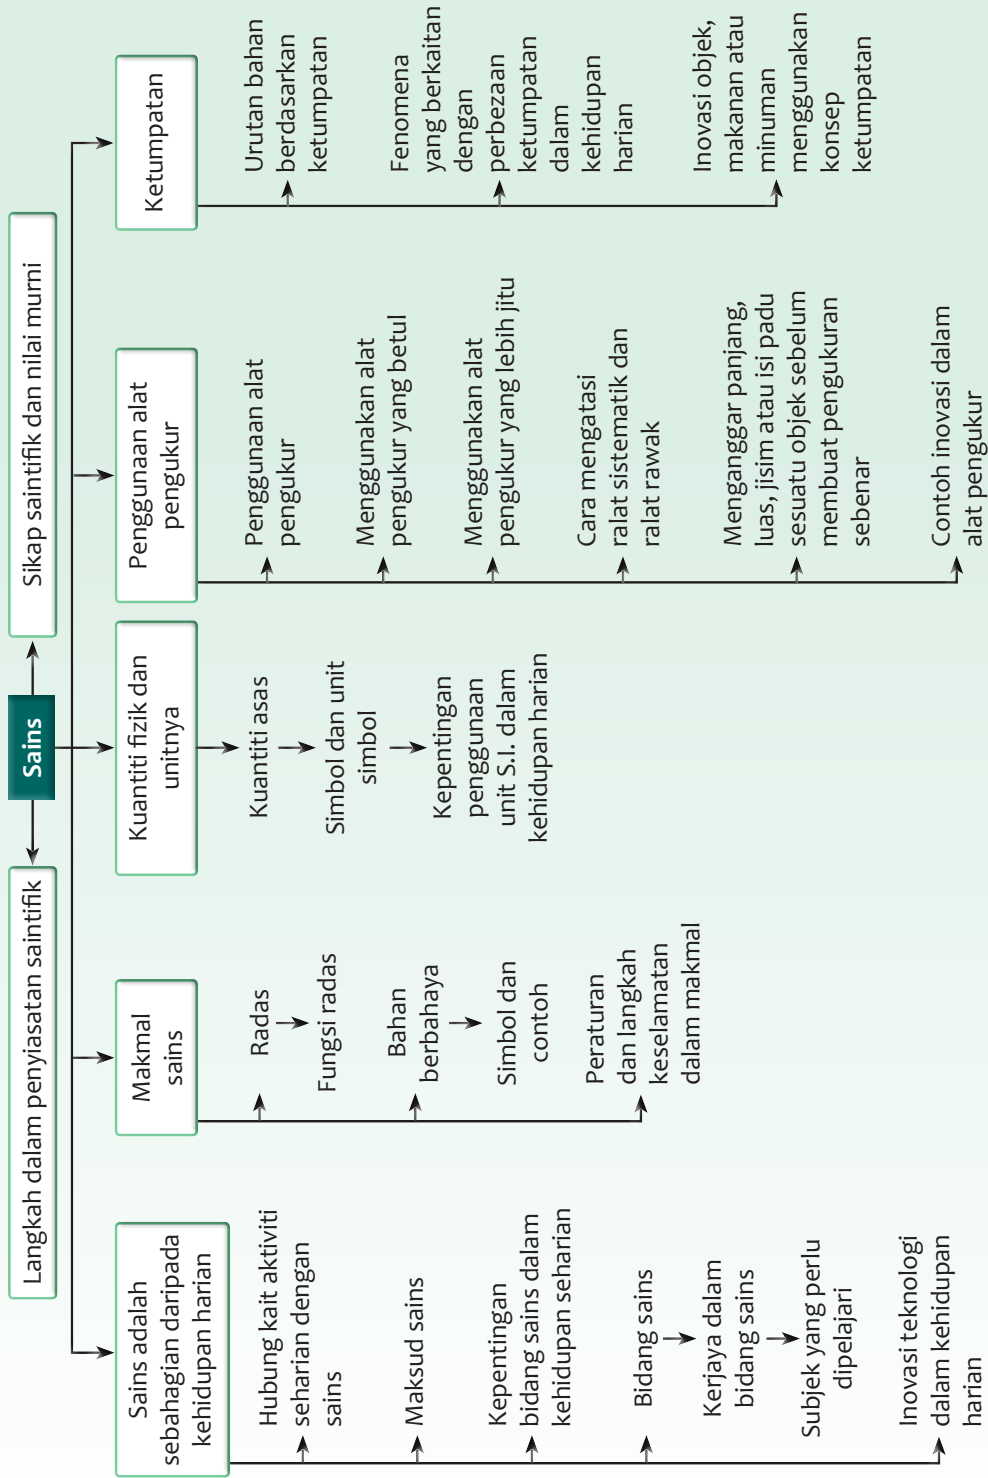 Langkah dalam penyiasatan saintifik
Sains
Sikap saintifik dan nilai murni
Sains adalah
sebahagian daripada
kehidupan harian
Hubung kait aktiviti
seharian dengan
sains
Maksud sains
Kepentingan
bidang sains dalam
kehidupan seharian
Bidang sains
Kerjaya dalam
bidang sains
Subjek yang perlu
dipelajari
Inovasi teknologi
dalam kehidupan
harian
Makmal
sains
Radas
Fungsi radas
Bahan
berbahaya
Simbol dan
contoh
Peraturan
dan langkah
keselamatan
dalam makmal
Kuantiti fizik dan
unitnya
Kuantiti asas
Simbol dan unit
simbol
Kepentingan
penggunaan
unit S.I. dalam
kehidupan harian
Penggunaan alat
pengukur
Penggunaan alat
pengukur
Menggunakan alat
pengukur yang betul
Menggunakan alat
pengukur yang lebih jitu
Cara mengatasi
ralat sistematik dan
ralat rawak
Menganggar panjang,
luas, jisim atau isi padu
sesuatu objek sebelum
membuat pengukuran
sebenar
Contoh inovasi dalam
alat pengukur
Ketumpatan
Urutan bahan
berdasarkan
ketumpatan
Fenomena
yang berkaitan
dengan
perbezaan
ketumpatan
dalam
kehidupan
harian
Inovasi objek,
makanan atau
minuman
menggunakan
konsep
ketumpatan